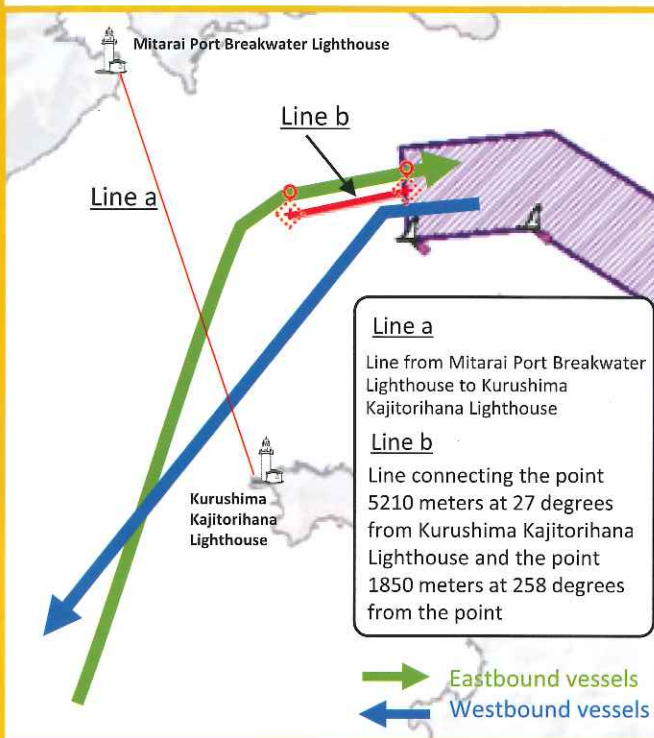 Mitarai Port Breakwater Lighthouse
Line b
Line a
Kurushima
Kajitorihana
Lighthouse
Line a
Line from Mitarai Port Breakwater
Lighthouse to Kurushima
Kajitorihana Lighthouse
Line b
Line connecting the point
5210 meters at 27 degrees
from Kurushima Kajitorihana
Lighthouse and the point
1850 meters at 258 degrees
from the point
Eastbound vessels
Westbound vessels